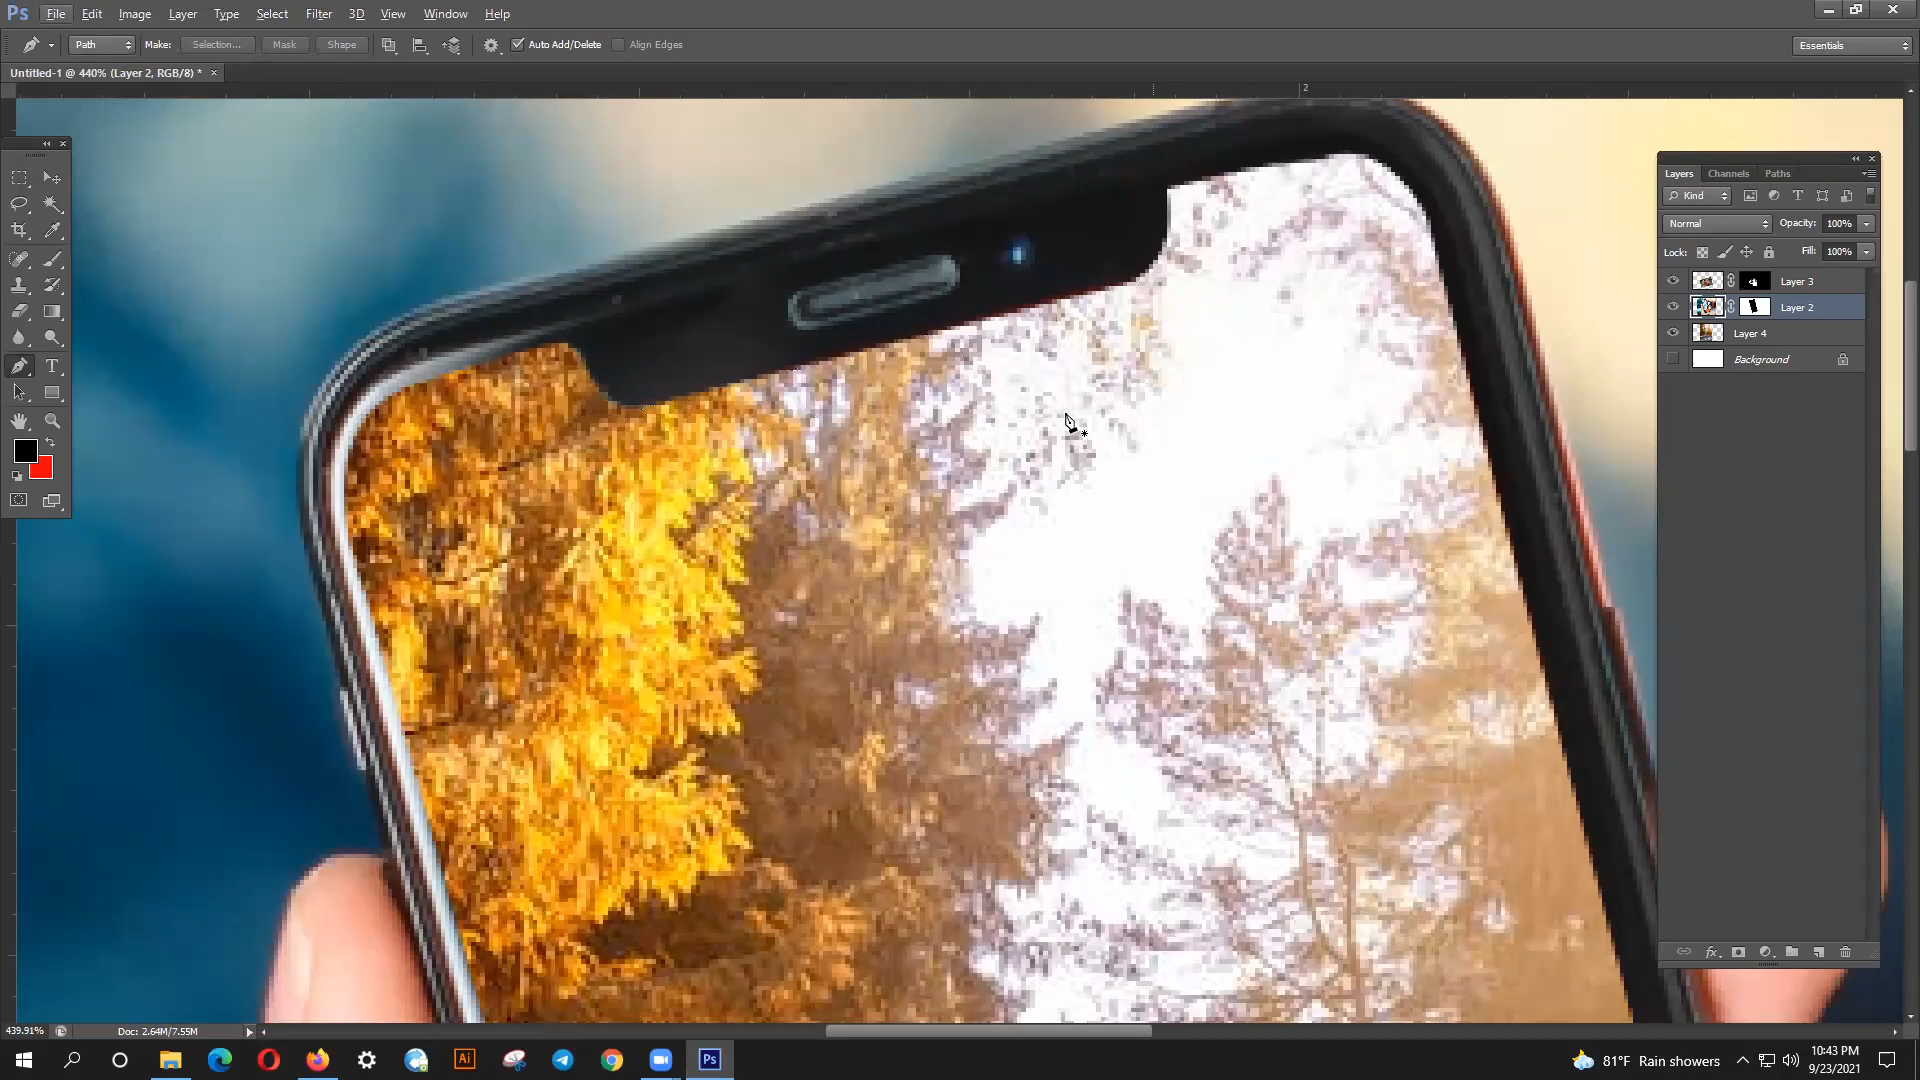 Ps File Edit Image Layer Type Select Filter 3D View Window Help
Path Make: Selection... Mask Shape Auto Add/Delete Align Edges Essentials
Untitled-1 @ 440% (Layer 2, RGB/8) *
2
Layers Channels Paths
Kind
Normal Opacity: 100%
Lock: Fill: 100%
Layer 3
Layer 2
Layer 4
Background
fx
439.91% Doc: 2.64M/7.55M
Ai Ps
81°F Rain showers
10:43 PM
9/23/2021